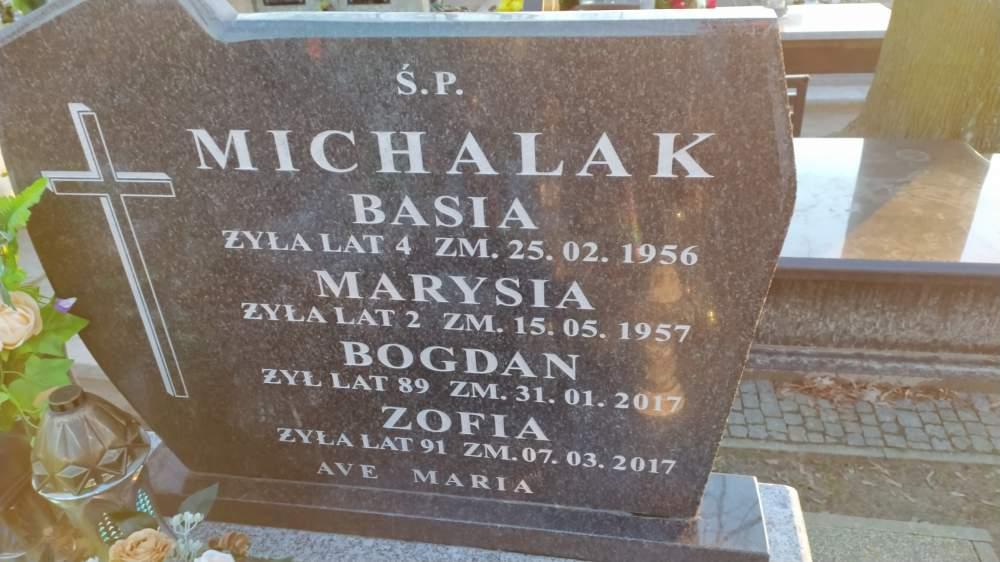 Ś.P.
MICHALAK
BASIA
ŻYŁA LAT 4 ZM. 25. 02. 1956
MARYSIA
ŻYŁA LAT 2 ZM. 15. 05. 1957
BOGDAN
ŻYŁ LAT 89 ZM. 31. 01. 2017
ZOFIA
ŻYŁA LAT 91 ZM. 07. 03. 2017
AVE MARIA